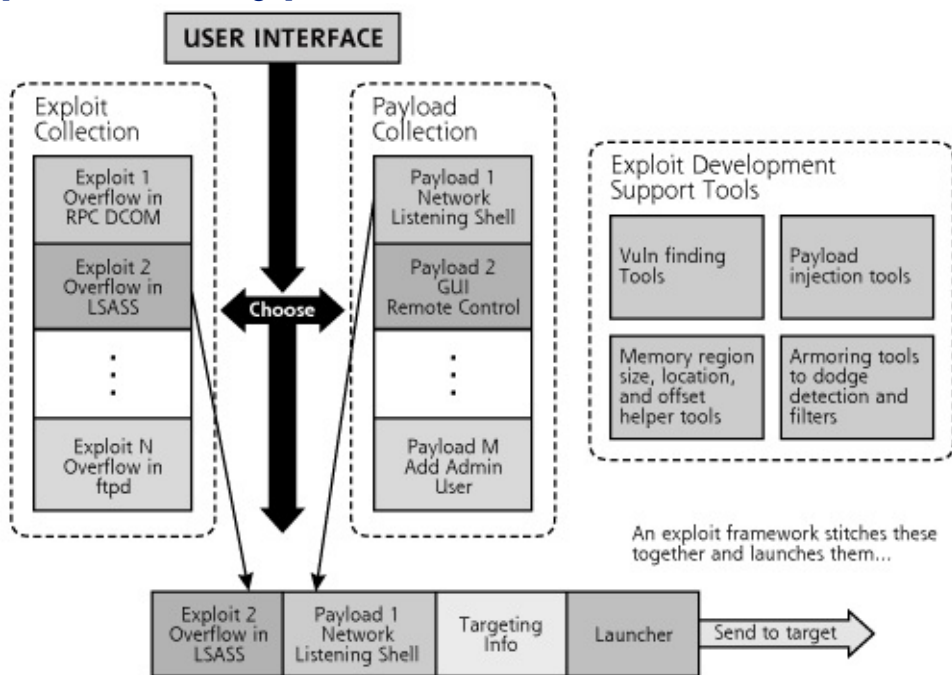 USER INTERFACE
Exploit
Collection
Exploit 1
Overflow in
RPC DCOM
Exploit 2
Overflow in
LSASS
Exploit N
Overflow in
ftpd
Choose
Payload
Collection
Payload 1
Network
Listening Shell
Payload 2
GUI
Remote Control
Payload M
Add Admin
User
Exploit Development
Support Tools
Vuln finding
Tools
Payload
injection tools
Memory region
size, location,
and offset
helper tools
Armoring tools
to dodge
detection and
filters
An exploit framework stitches these
together and launches them...
Exploit 2
Overflow in
LSASS
Payload 1
Network
Listening Shell
Targeting
Info
Launcher
Send to target